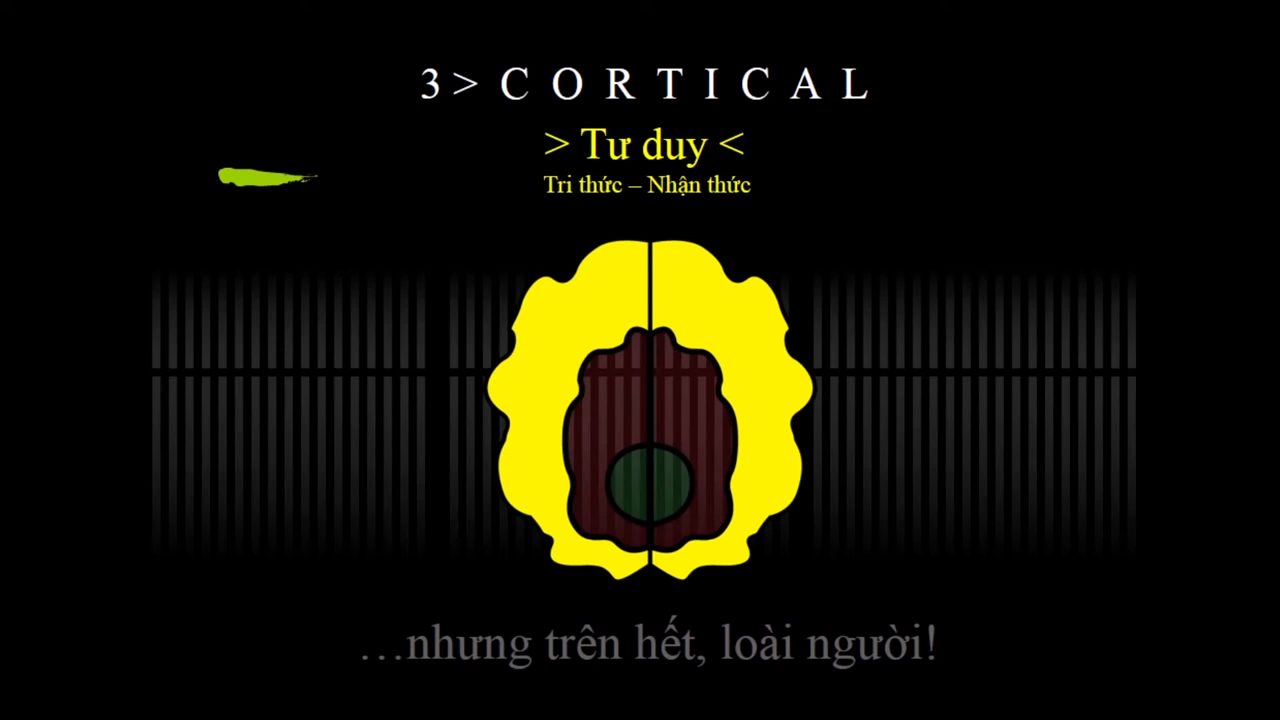 3> C O R T I C A L
> Tư duy <
Tri thức – Nhận thức
…nhưng trên hết, loài người!